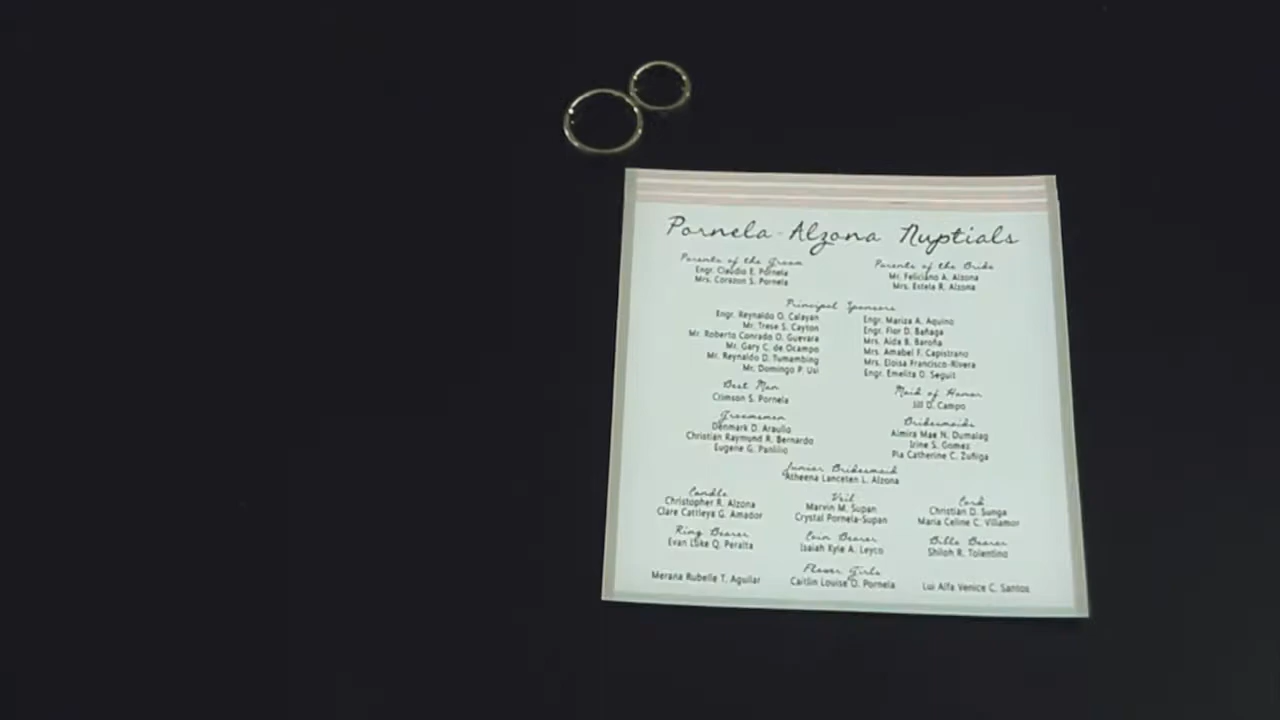 Pornela-Alzona Nuptials
Parents of the Groom
Engr. Claudio E. Pornela
Mrs. Corazon S. Pornela
Parents of the Bride
Mr. Feliciano A. Alzona
Mrs. Estela R. Alzona
Principal Sponsors
Engr. Reynaldo O. Calayan
Mr. Trese S. Cayton
Mr. Roberto Conrado O. Guevara
Mr. Gary C. de Ocampo
Mr. Reynaldo D. Tumambing
Mr. Domingo P. Usi
Engr. Mariza A. Aquino
Engr. Flor D. Bañaga
Mrs. Aida B. Baroña
Mrs. Amabel F. Capistrano
Mrs. Eloisa Francisco-Rivera
Engr. Emelita O. Seguit
Best Man
Crimson S. Pornela
Maid of Honor
Jill D. Campo
Groomsmen
Denmark D. Araullo
Christian Raymund R. Bernardo
Eugene G. Panlilio
Bridesmaids
Almira Mae N. Dumalag
Irine S. Gomez
Pia Catherine C. Zuñiga
Junior Bridesmaid
Atheena Lanceten L. Alzona
Candle
Christopher R. Alzona
Clare Cattleya G. Amador
Veil
Marvin M. Supan
Crystal Pornela-Supan
Cord
Christian D. Sunga
Maria Celine C. Villamor
Ring Bearer
Evan Luke Q. Peralta
Coin Bearer
Isaiah Kyle A. Leyco
Bible Bearer
Shiloh R. Tolentino
Flower Girls
Merana Rubelle T. Aguilar
Caitlin Louise O. Pornela
Lui Alfa Venice C. Santos